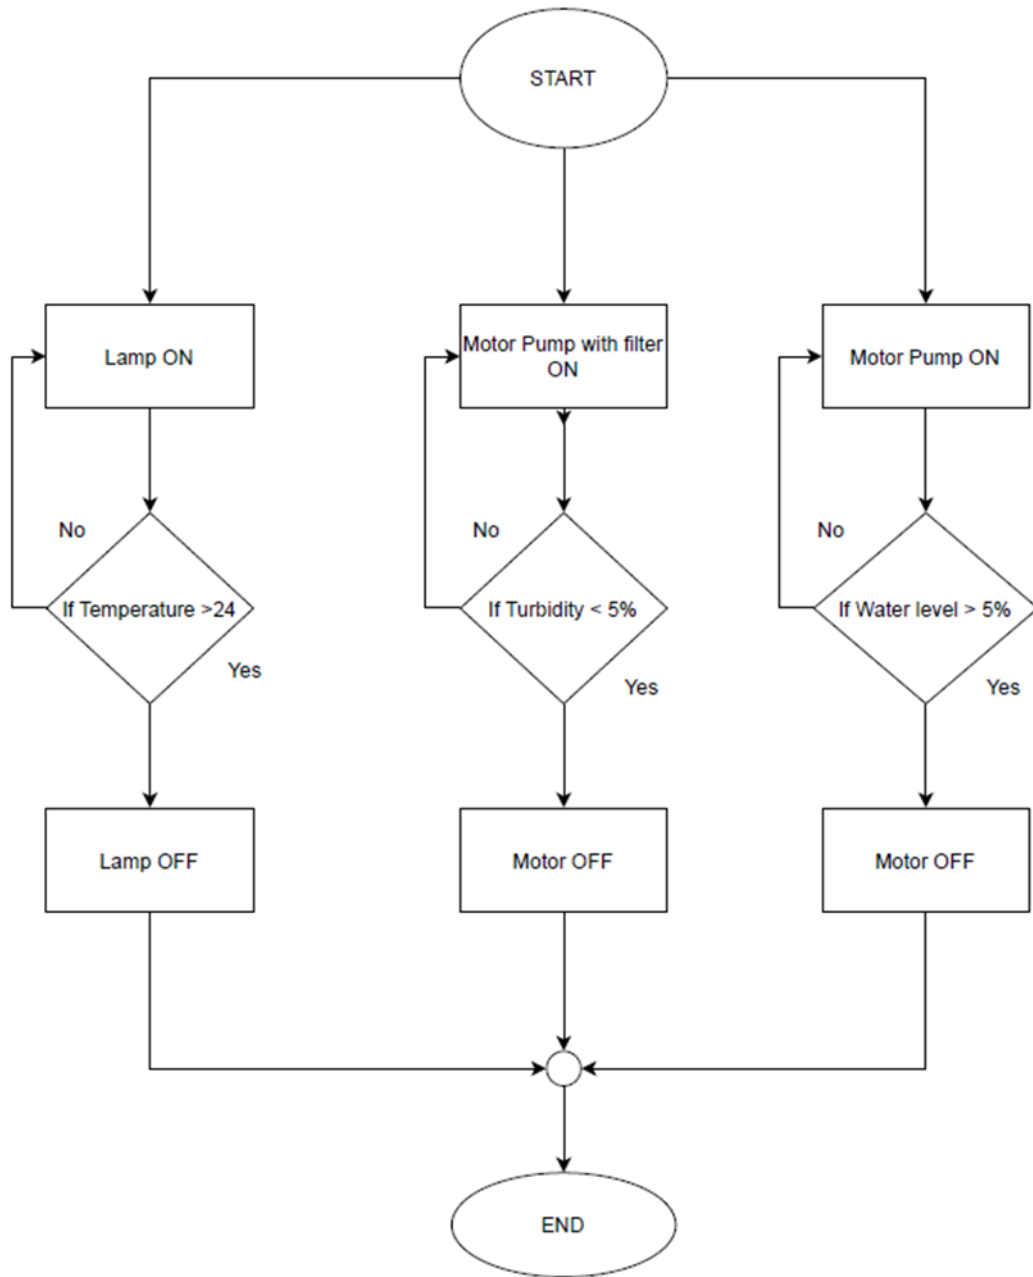 START
Lamp ON
Motor Pump with filter
ON
Motor Pump ON
No
No
No
If Temperature >24
If Turbidity < 5%
If Water level > 5%
Yes
Yes
Yes
Lamp OFF
Motor OFF
Motor OFF
END